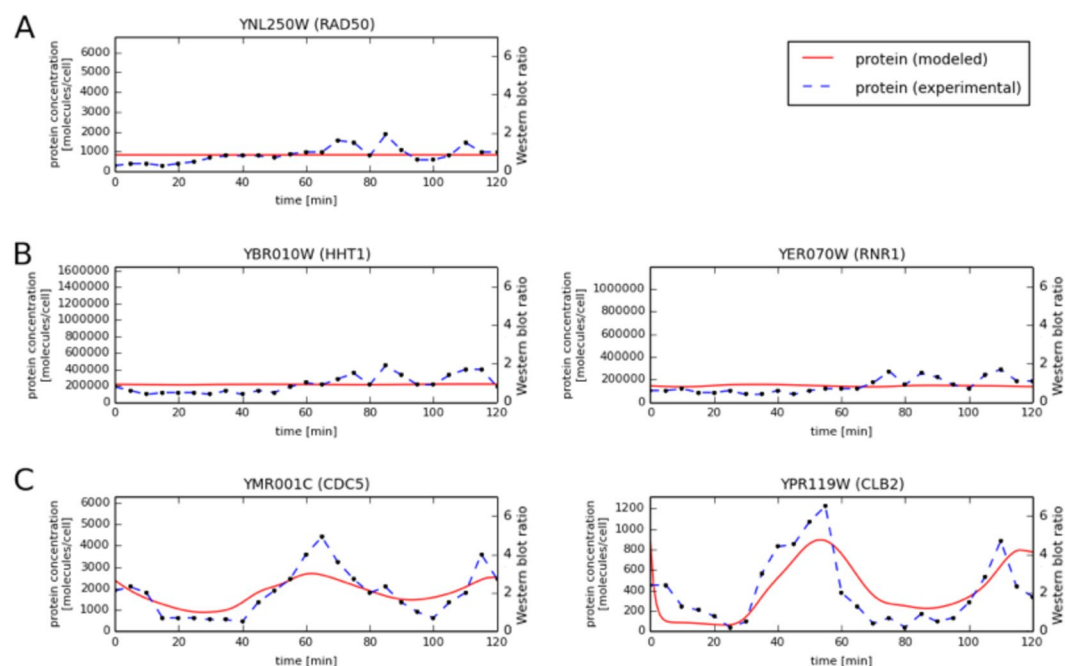 A
YNL250W (RAD50)
protein concentration
[molecules/cell]
6000
5000
4000
3000
2000
1000
0
6
4
2
0
Western blot ratio
0 20 40 60 80 100 120
time [min]
protein (modeled)
protein (experimental)
B
YBR010W (HHT1)
protein concentration
[molecules/cell]
1600000
1400000
1200000
1000000
800000
600000
400000
200000
0
6
4
2
0
Western blot ratio
0 20 40 60 80 100 120
time [min]
YER070W (RNR1)
protein concentration
[molecules/cell]
1000000
800000
600000
400000
200000
0
6
4
2
0
Western blot ratio
0 20 40 60 80 100 120
time [min]
C
YMR001C (CDC5)
protein concentration
[molecules/cell]
6000
5000
4000
3000
2000
1000
0
6
4
2
0
Western blot ratio
0 20 40 60 80 100 120
time [min]
YPR119W (CLB2)
protein concentration
[molecules/cell]
1200
1000
800
600
400
200
0
6
4
2
0
Western blot ratio
0 20 40 60 80 100 120
time [min]